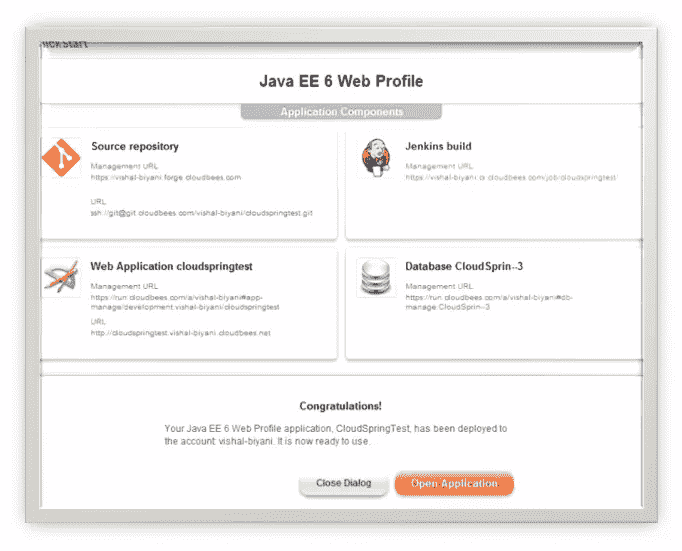 ickStart
Java EE 6 Web Profile
Application Components
Source repository
Management URL
https://vishal-biyani.forge.cloudbees.com
URL
ssh://git@git.cloudbees.com/vishal-biyani/cloudspringtest.git
Jenkins build
Management URL
https://vishal-biyani.ci.cloudbees.com/job/cloudspringtest/
Web Application cloudspringtest
Management URL
https://run.cloudbees.com/a/vishal-biyani#app-
manage/development:vishal-biyani/cloudspringtest
URL
http://cloudspringtest.vishal-biyani.cloudbees.net
Database CloudSprin--3
Management URL
https://run.cloudbees.com/a/vishal-biyani#db-
manage:CloudSprin--3
Congratulations!
Your Java EE 6 Web Profile application, CloudSpringTest, has been deployed to
the account: vishal-biyani. It is now ready to use.
Close Dialog
Open Application